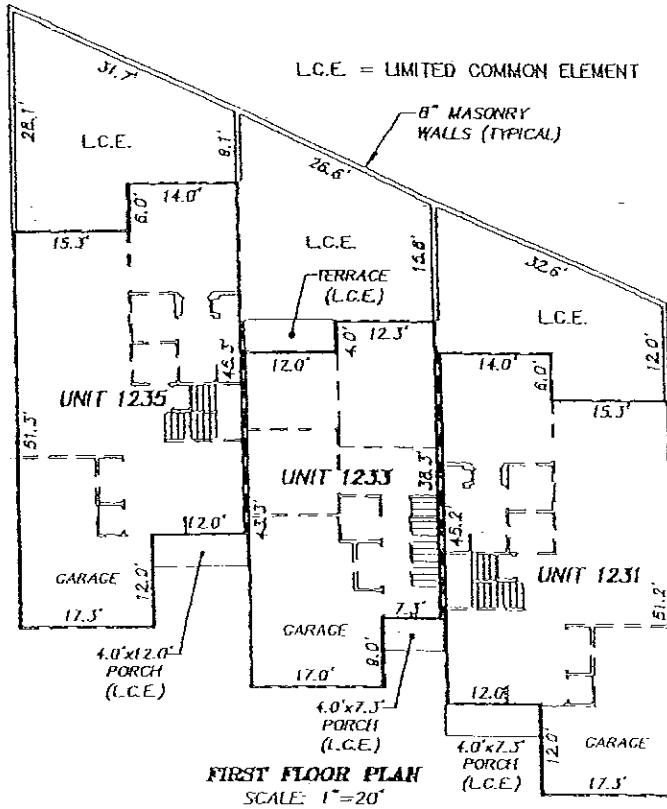 L.C.E. = LIMITED COMMON ELEMENT
31.7'
8" MASONRY
WALLS (TYPICAL)
28.1'
L.C.E.
8.1'
26.6'
14.0'
6.0'
15.3'
L.C.E.
15.8'
32.6'
TERRACE
(L.C.E.)
L.C.E.
12.0'
12.3'
4.0'
12.0'
14.0'
6.0'
15.3'
46.3'
UNIT 1235
51.3'
UNIT 1233
38.3'
43.3'
45.2'
UNIT 1231
51.2'
12.0'
GARAGE
12.0'
17.3'
7.3'
GARAGE
8.0'
17.0'
4.0'x12.0'
PORCH
(L.C.E.)
4.0'x7.3'
PORCH
(L.C.E.)
12.0'
4.0'x7.3'
PORCH
(L.C.E.)
12.0'
GARAGE
17.3'
FIRST FLOOR PLAN
SCALE: 1"=20'